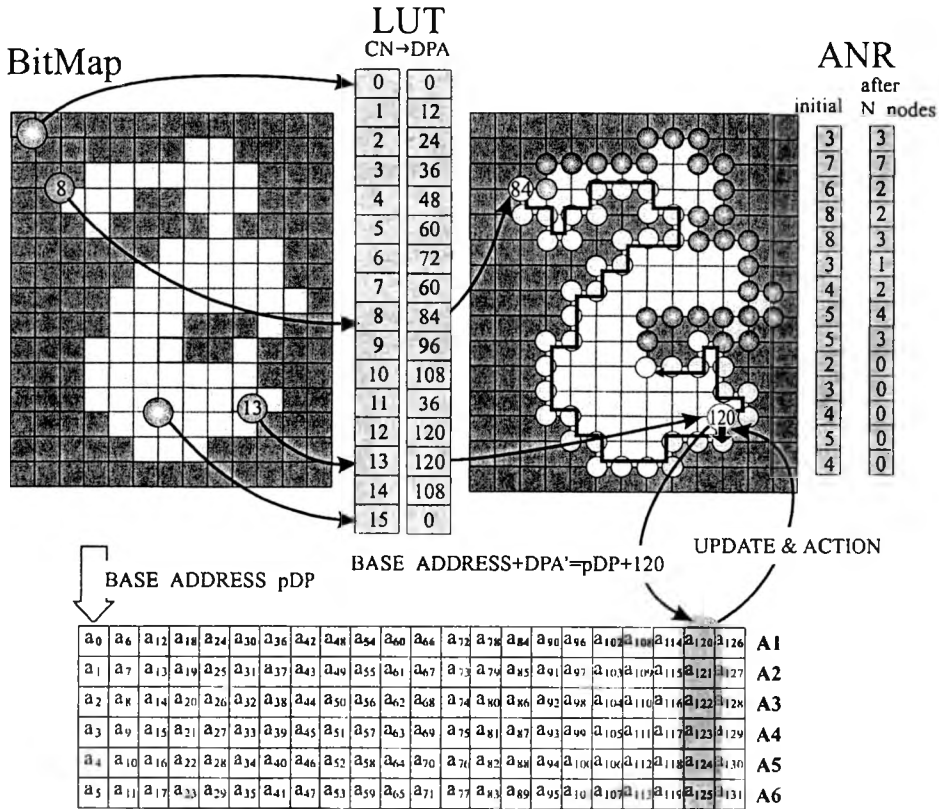 LUT
CN→DPA
BitMap
ANR
initial
after
N nodes
0 0
1 12
2 24
3 36
4 48
5 60
6 72
7 60
8 84
9 96
10 108
11 36
12 120
13 120
14 108
15 0
8
13
84
120
3 3
7 7
6 2
8 2
8 3
3 1
4 2
5 4
5 3
2 0
3 0
4 0
5 0
4 0
UPDATE & ACTION
BASE ADDRESS+DPA'=pDP+120
BASE ADDRESS pDP
a0 a6 a12 a18 a24 a30 a36 a42 a48 a54 a60 a66 a72 a78 a84 a90 a96 a102 a108 a114 a120 a126 A1
a1 a7 a13 a19 a25 a31 a37 a43 a49 a55 a61 a67 a73 a79 a85 a91 a97 a103 a109 a115 a121 a127 A2
a2 a8 a14 a20 a26 a32 a38 a44 a50 a56 a62 a68 a74 a80 a86 a92 a98 a104 a110 a116 a122 a128 A3
a3 a9 a15 a21 a27 a33 a39 a45 a51 a57 a63 a69 a75 a81 a87 a93 a99 a105 a111 a117 a123 a129 A4
a4 a10 a16 a22 a28 a34 a40 a46 a52 a58 a64 a70 a76 a82 a88 a94 a100 a106 a112 a118 a124 a130 A5
a5 a11 a17 a23 a29 a35 a41 a47 a53 a59 a65 a71 a77 a83 a89 a95 a101 a107 a113 a119 a125 a131 A6